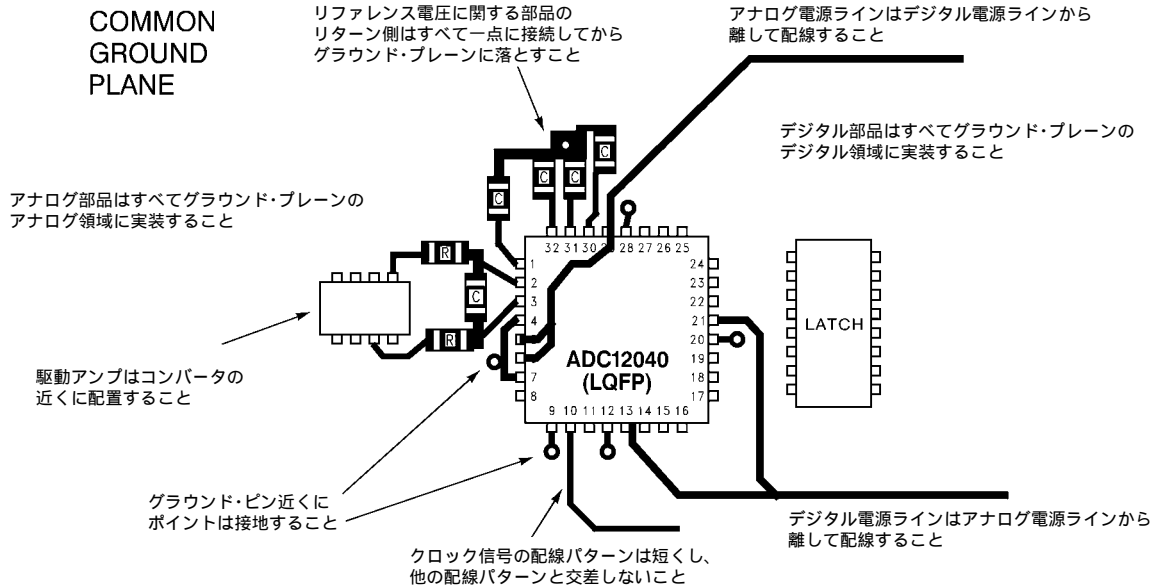 COMMON
GROUND
PLANE
リファレンス電圧に関する部品の
リターン側はすべて一点に接続してから
グラウンド・プレーンに落とすこと
アナログ電源ラインはデジタル電源ラインから
離して配線すること
デジタル部品はすべてグラウンド・プレーンの
デジタル領域に実装すること
アナログ部品はすべてグラウンド・プレーンの
アナログ領域に実装すること
C
C
C
C
R
C
R
32 31 30 28 27 26 25
1
2
3
4
7
8
24
23
22
21
20
19
18
17
9 10 11 12 13 14 15 16
ADC12040
(LQFP)
LATCH
駆動アンプはコンバータの
近くに配置すること
グラウンド・ピン近くに
ポイントは接地すること
クロック信号の配線パターンは短くし、
他の配線パターンと交差しないこと
デジタル電源ラインはアナログ電源ラインから
離して配線すること